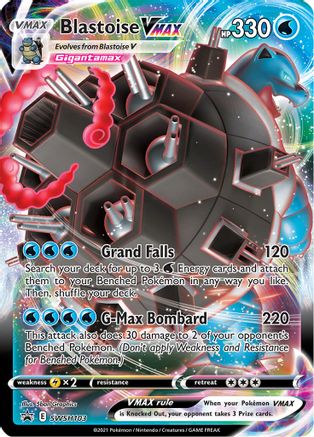 VMAX Blastoise VMAX HP 330
Evolves from Blastoise V
Gigantamax
Grand Falls 120
Search your deck for up to 3 Energy cards and attach
them to your Benched Pokémon in any way you like.
Then, shuffle your deck.
G-Max Bombard 220
This attack also does 30 damage to 2 of your opponent's
Benched Pokémon. (Don't apply Weakness and Resistance
for Benched Pokémon.)
weakness ×2 resistance retreat
Illus. 5ban Graphics
VMAX rule When your Pokémon VMAX
is Knocked Out, your opponent takes 3 Prize cards.
E SWSH103
©2021 Pokémon / Nintendo / Creatures / GAME FREAK